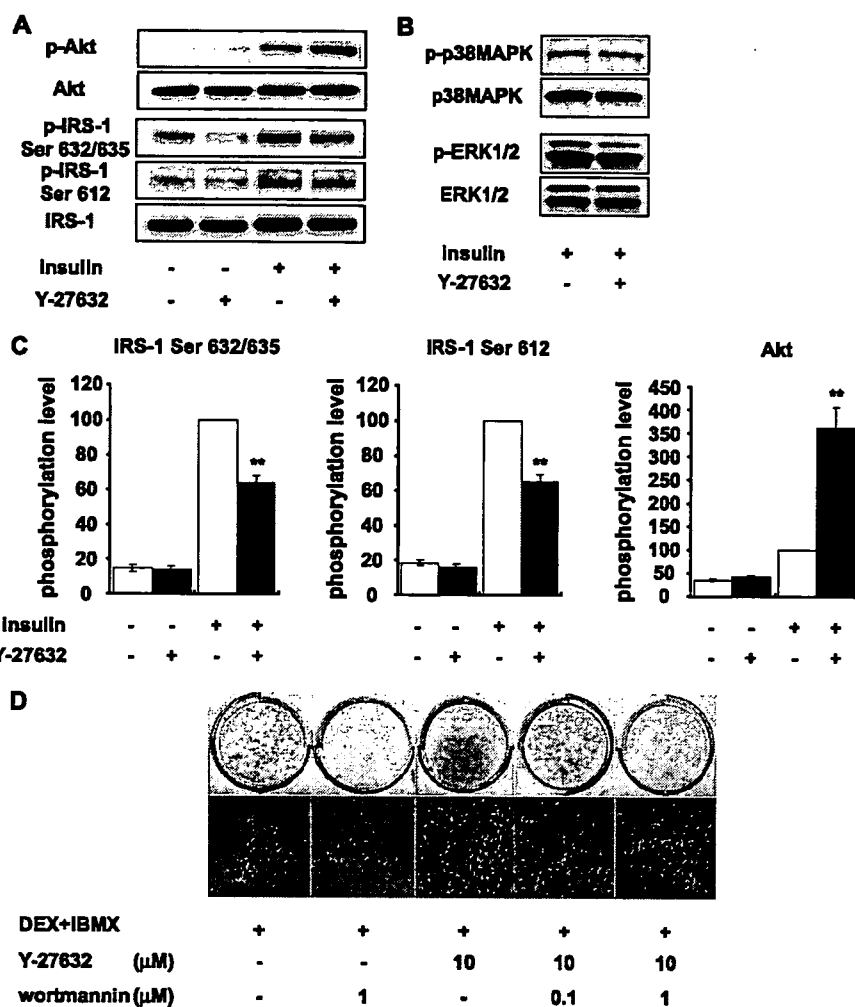 A
p-Akt
Akt
p-IRS-1
Ser 632/635
p-IRS-1
Ser 612
IRS-1
insulin - - + +
Y-27632 - + - +
B
p-p38MAPK
p38MAPK
p-ERK1/2
ERK1/2
insulin + +
Y-27632 - +
C
IRS-1 Ser 632/635
phosphorylation level
120
100
80
60
40
20
0
**
IRS-1 Ser 612
phosphorylation level
120
100
80
60
40
20
0
**
Akt
phosphorylation level
450
400
350
300
250
200
150
100
50
0
**
insulin - - + + - - + + - - + +
Y-27632 - + - + - + - + - + - +
D
DEX+IBMX + + + + +
Y-27632 (μM) - - 10 10 10
wortmannin (μM) - 1 - 0.1 1